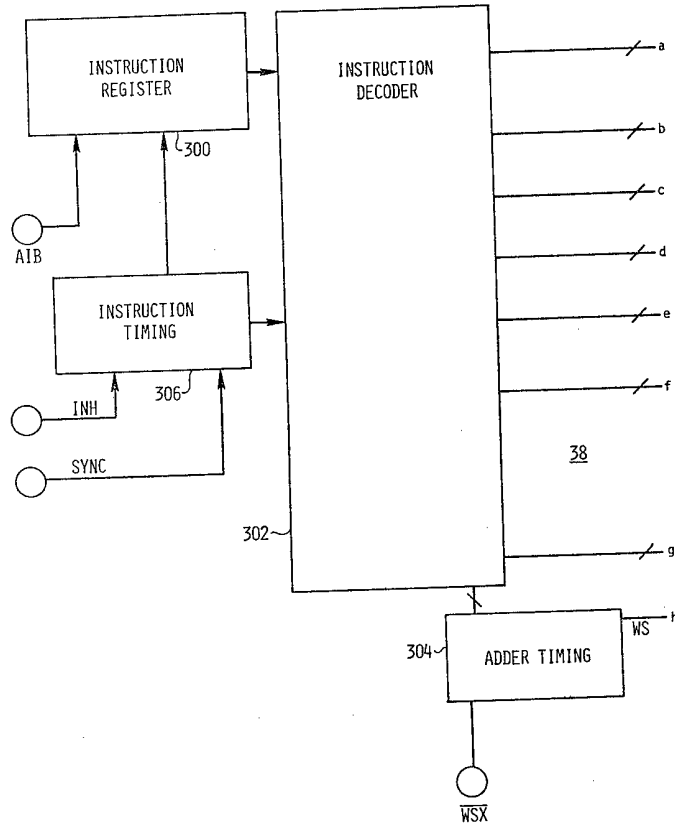 INSTRUCTION
REGISTER
300
AIB
INSTRUCTION
TIMING
306
INH
SYNC
INSTRUCTION
DECODER
302
a
b
c
d
e
f
38
g
304
ADDER TIMING
WS
WSX